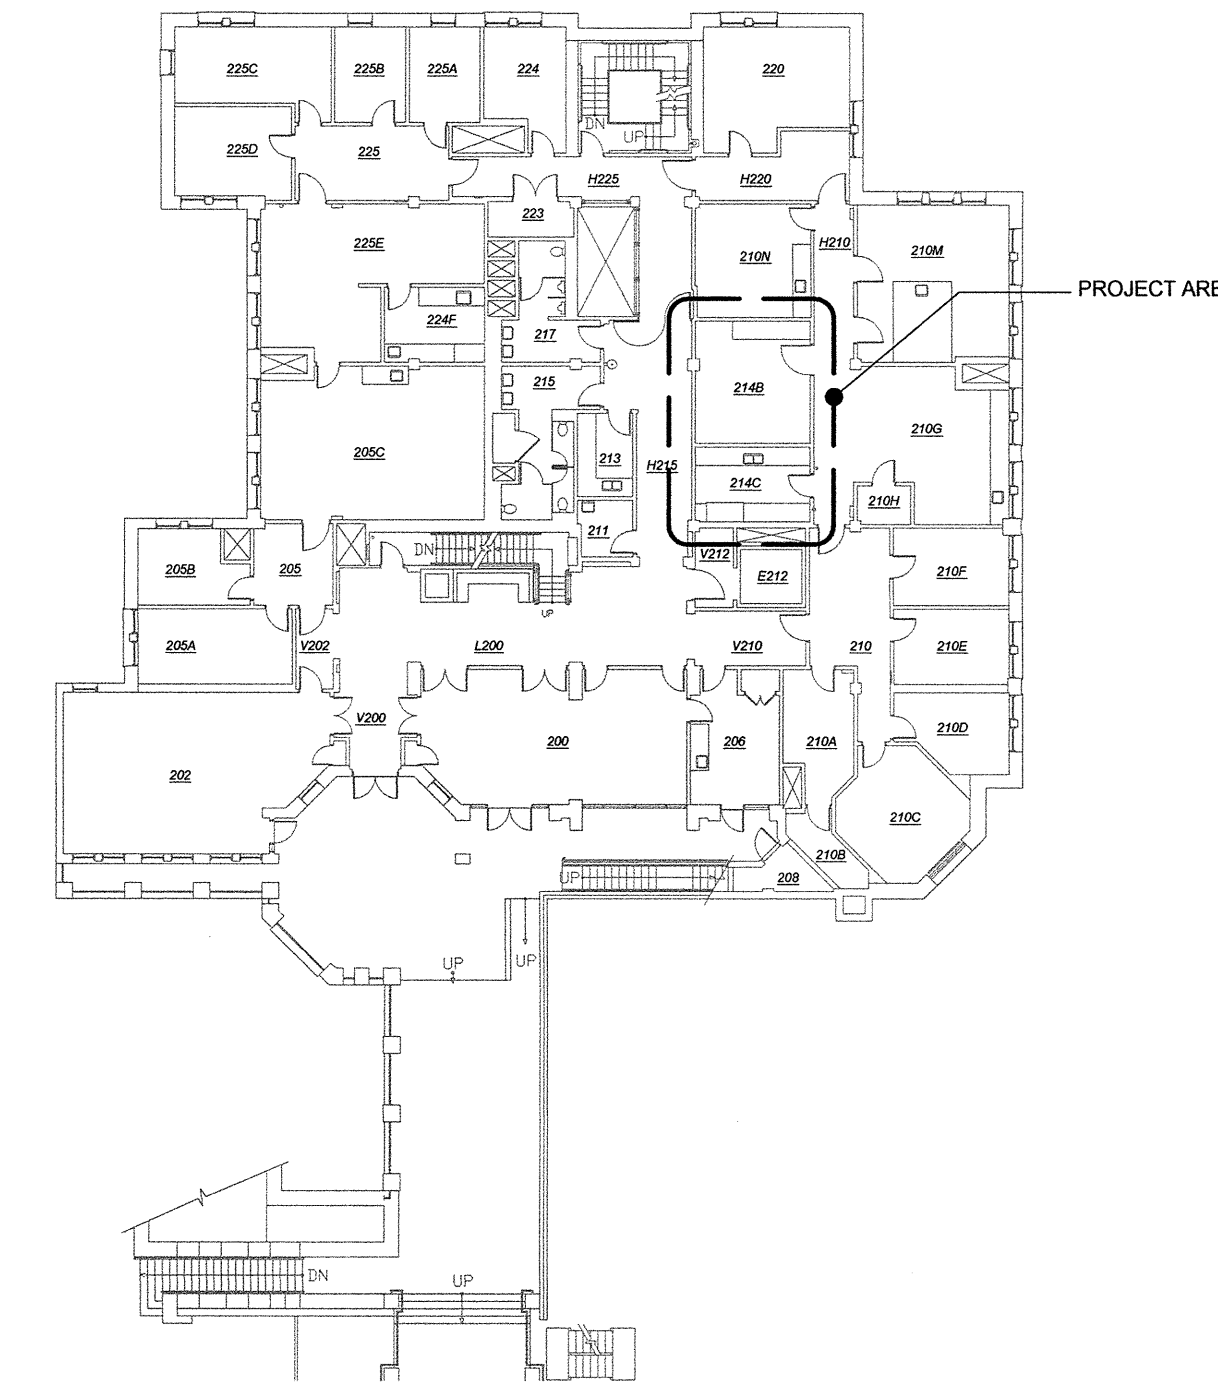 225C
225B
225A
224
220
DN
UP
225D
225
H225
H220
223
225E
210N
H210
210M
PROJECT ARE
224F
217
215
214B
205C
213
H215
214C
210G
210H
211
DN
V212
E212
205B
205
210F
UP
205A
V202
L200
V210
210
210E
V200
200
206
210A
210D
202
210C
210B
UP
208
UP
UP
DN
UP